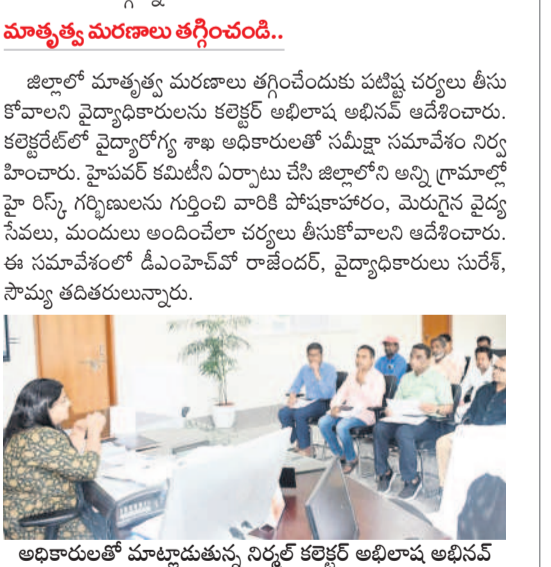 మాతృత్వ మరణాలు తగ్గించండి..
జిల్లాలో మాతృత్వ మరణాలు తగ్గించేందుకు పటిష్ట చర్యలు తీసు
కోవాలని వైద్యాధికారులను కలెక్టర్ అభిలాష అభినవ్ ఆదేశించారు.
కలెక్టరేట్‌లో వైద్యారోగ్య శాఖ అధికారులతో సమీక్షా సమావేశం నిర్వ
హించారు. హైపవర్ కమిటీని ఏర్పాటు చేసి జిల్లాలోని అన్ని గ్రామాల్లో
హై రిస్క్ గర్భిణులను గుర్తించి వారికి పోషకాహారం, మెరుగైన వైద్య
సేవలు, మందులు అందించేలా చర్యలు తీసుకోవాలని ఆదేశించారు.
ఈ సమావేశంలో డీఎంహెచ్‌వో రాజేందర్, వైద్యాధికారులు సురేశ్,
సౌమ్య తదితరులున్నారు.
అధికారులతో మాట్లాడుతున్న నిర్మల్ కలెక్టర్ అభిలాష అభినవ్